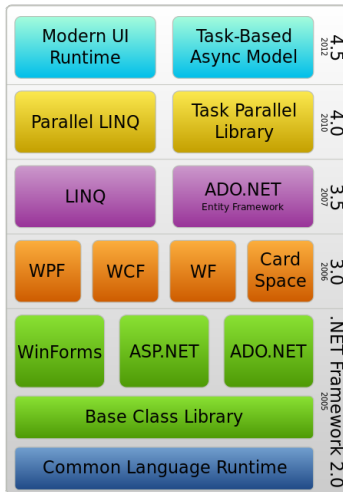 Modern UI
Runtime
Task-Based
Async Model
4.5
2012
Parallel LINQ
Task Parallel
Library
4.0
2010
LINQ
ADO.NET
Entity Framework
3.5
2007
WPF
WCF
WF
Card
Space
3.0
2006
WinForms
ASP.NET
ADO.NET
Base Class Library
Common Language Runtime
.NET Framework 2.0
2005